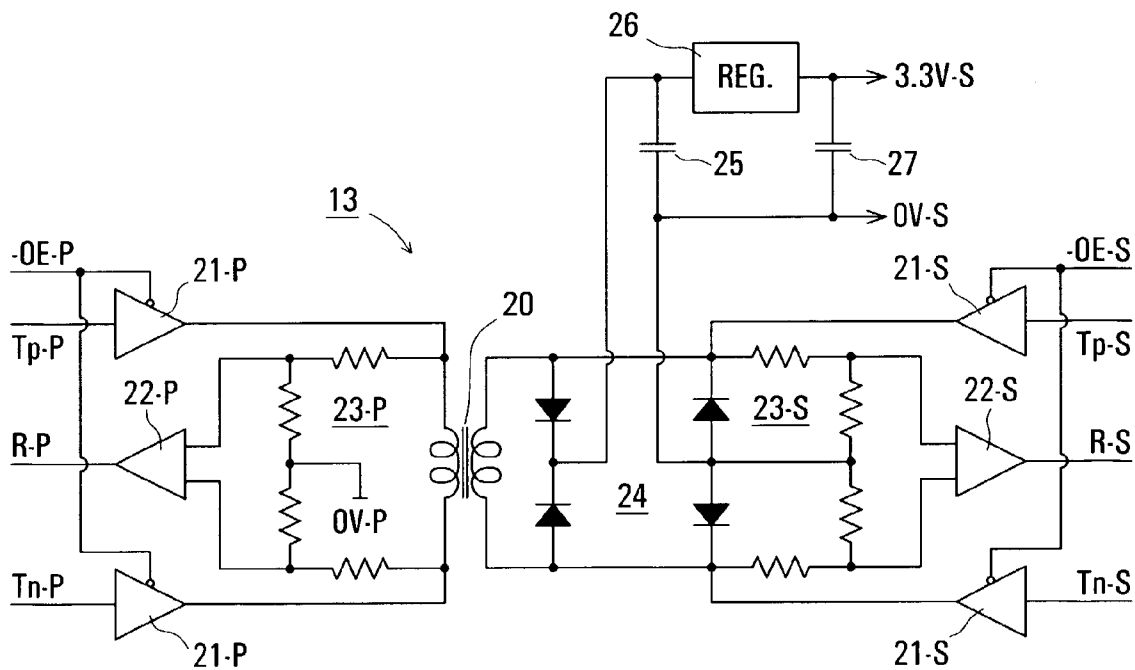 26
REG.
3.3V-S
25
27
13
0V-S
-OE-P
21-P
20
21-S
-OE-S
Tp-P
Tp-S
22-P
23-P
23-S
22-S
R-P
R-S
0V-P
24
Tn-P
Tn-S
21-P
21-S